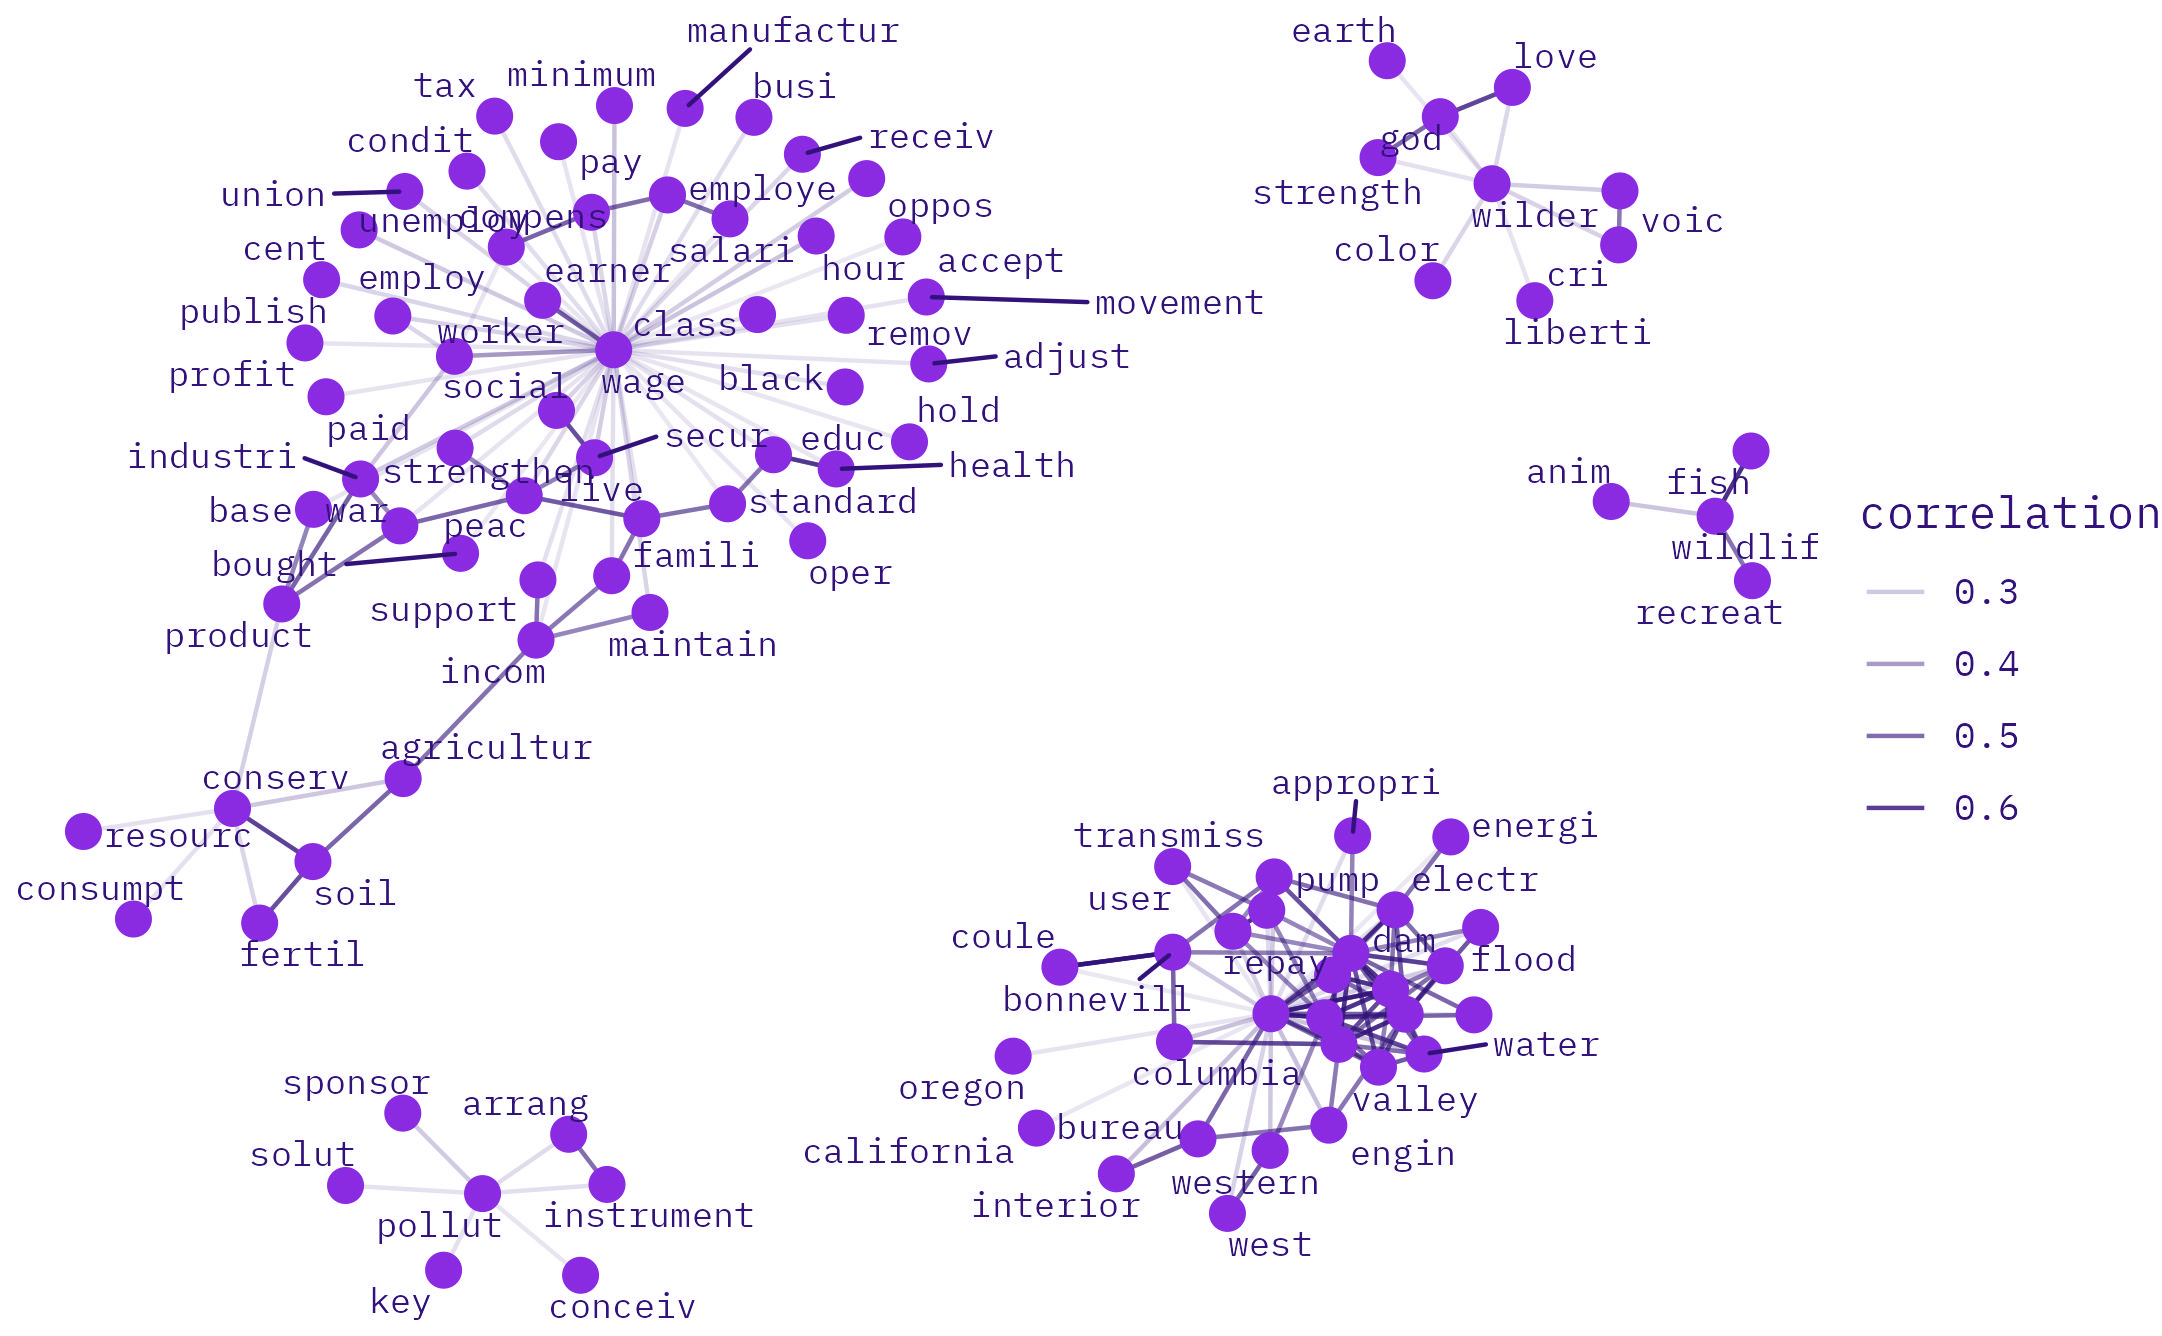 manufactur
earth
love
tax
minimum
busi
condit
pay
receiv
god
union
employe
strength
wilder
voic
unemploy
compens
oppos
cent
salari
hour
accept
color
cri
employ
earner
movement
publish
worker
class
remov
liberti
profit
social
wage
black
adjust
paid
hold
industri
strengthen
secur
educ
health
anim
fish
base
war
live
standard
correlation
bought
peac
famili
oper
wildlif
0.3
product
support
maintain
recreat
incom
0.4
agricultur
0.5
conserv
appropri
0.6
resourc
transmiss
energi
consumpt
soil
user
pump
electr
fertil
coule
dam
repay
flood
bonnevill
water
sponsor
arrang
oregon
columbia
valley
solut
california
bureau
engin
pollut
instrument
interior
western
west
key
conceiv